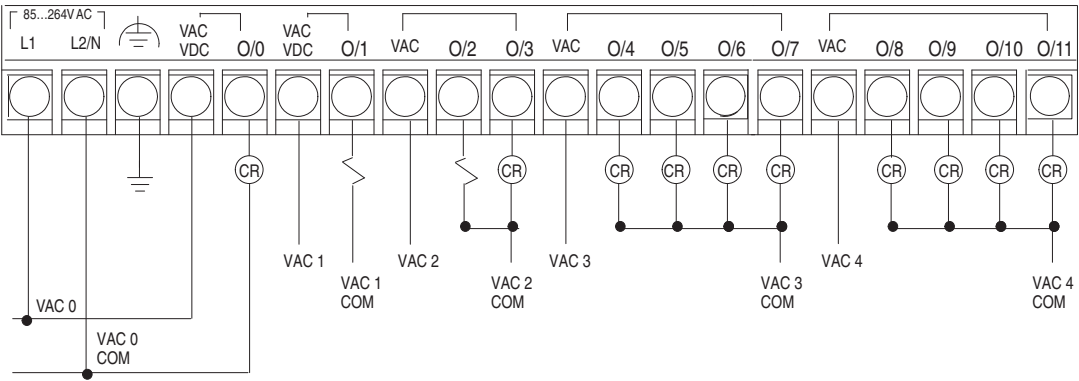 85...264V AC
L1 L2/N VAC VDC O/0 VAC VDC O/1 VAC O/2 O/3 VAC O/4 O/5 O/6 O/7 VAC O/8 O/9 O/10 O/11
CR CR CR CR CR CR CR CR CR CR
VAC 1 VAC 2 VAC 3 VAC 4
VAC 1 COM
VAC 2 COM
VAC 3 COM
VAC 4 COM
VAC 0
VAC 0 COM